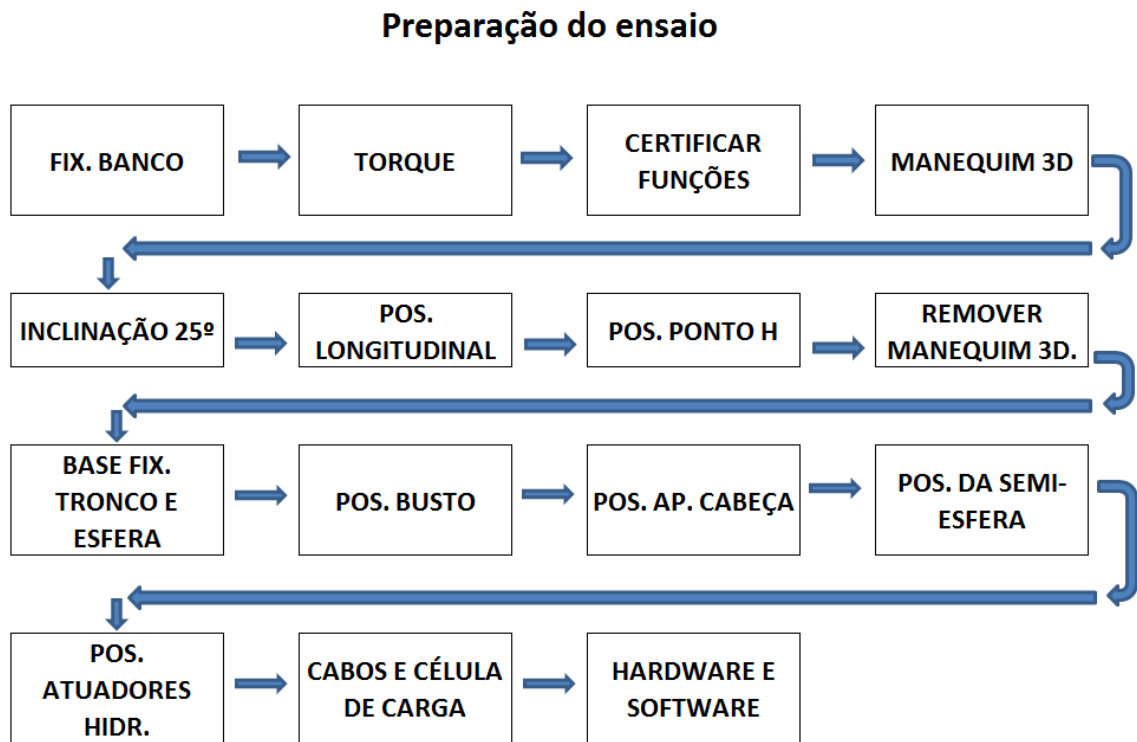 Preparação do ensaio
FIX. BANCO
TORQUE
CERTIFICAR
FUNÇÕES
MANEQUIM 3D
INCLINAÇÃO 25º
POS.
LONGITUDINAL
POS. PONTO H
REMOVER
MANEQUIM 3D.
BASE FIX.
TRONCO E
ESFERA
POS. BUSTO
POS. AP. CABEÇA
POS. DA SEMI-
ESFERA
POS.
ATUADORES
HIDR.
CABOS E CÉLULA
DE CARGA
HARDWARE E
SOFTWARE